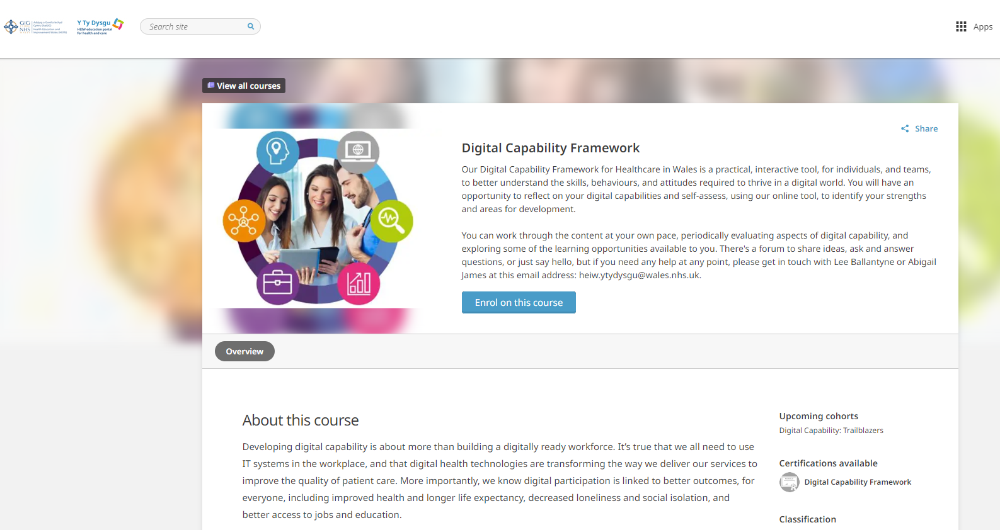 GIG
NHS
Addysg a Gwella Iechyd
Cymru (AaGIC)
Health Education and
Improvement Wales (HEIW)
Y Ty Dysgu
HEIW education portal
for health and care
Search site
Apps
View all courses
Share
Digital Capability Framework
Our Digital Capability Framework for Healthcare in Wales is a practical, interactive tool, for individuals, and teams,
to better understand the skills, behaviours, and attitudes required to thrive in a digital world. You will have an
opportunity to reflect on your digital capabilities and self-assess, using our online tool, to identify your strengths
and areas for development.
You can work through the content at your own pace, periodically evaluating aspects of digital capability, and
exploring some of the learning opportunities available to you. There's a forum to share ideas, ask and answer
questions, or just say hello, but if you need any help at any point, please get in touch with Lee Ballantyne or Abigail
James at this email address: heiw.ytydysgu@wales.nhs.uk.
Enrol on this course
Overview
About this course
Developing digital capability is about more than building a digitally ready workforce. It’s true that we all need to use
IT systems in the workplace, and that digital health technologies are transforming the way we deliver our services to
improve the quality of patient care. More importantly, we know digital participation is linked to better outcomes, for
everyone, including improved health and longer life expectancy, decreased loneliness and social isolation, and
better access to jobs and education.
Upcoming cohorts
Digital Capability: Trailblazers
Certifications available
Digital Capability Framework
Classification